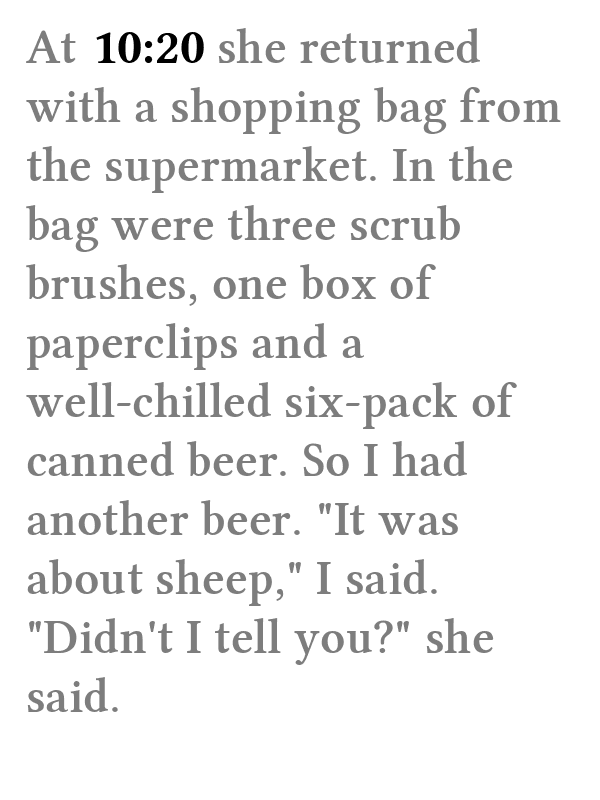 At 10:20 she returned
with a shopping bag from
the supermarket. In the
bag were three scrub
brushes, one box of
paperclips and a
well-chilled six-pack of
canned beer. So I had
another beer. "It was
about sheep," I said.
"Didn't I tell you?" she
said.